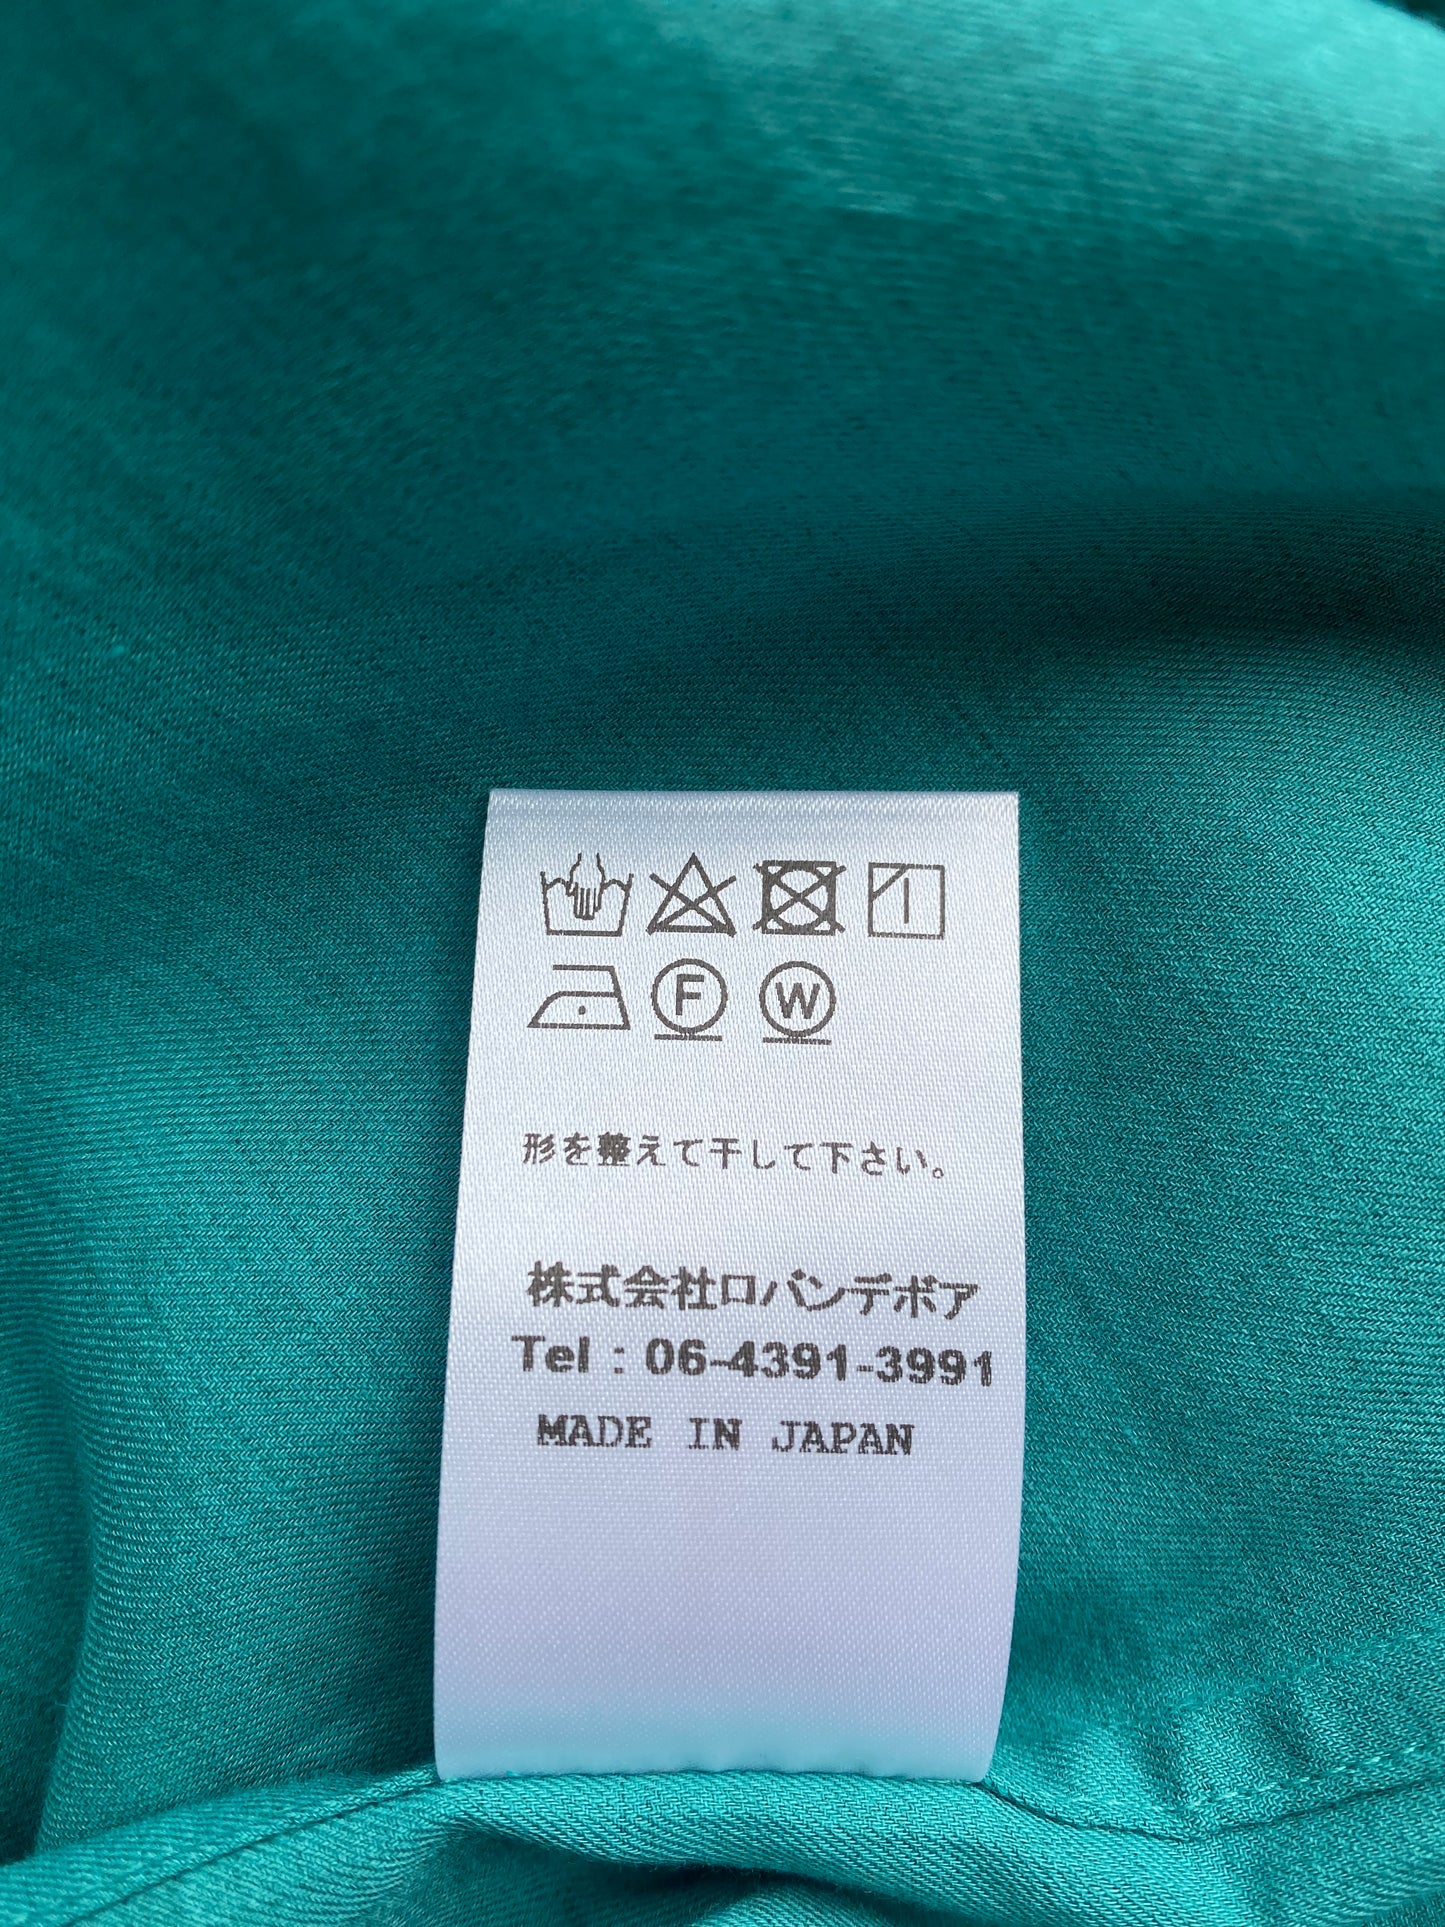 F W
形を整えて干して下さい。
株式会社ロバンデボア
Tel : 06-4391-3991
MADE IN JAPAN